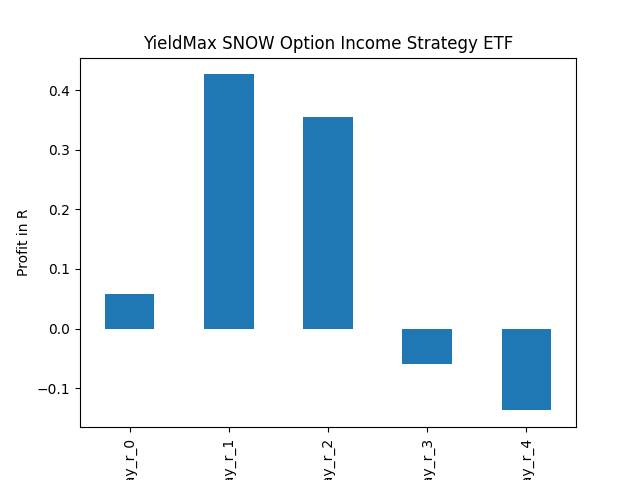 YieldMax SNOW Option Income Strategy ETF
Profit in R
0.4
0.3
0.2
0.1
0.0
−0.1
ay_r_0
ay_r_1
ay_r_2
ay_r_3
ay_r_4